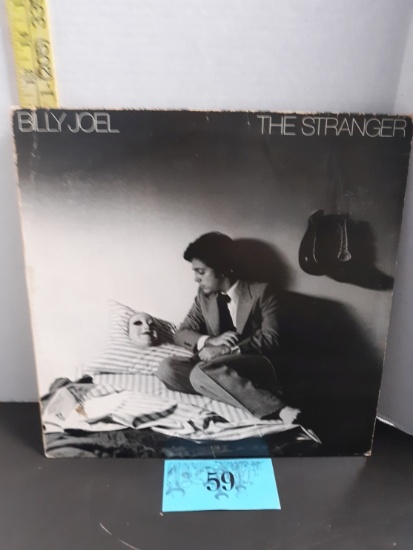 BILLY JOEL
THE STRANGER
59